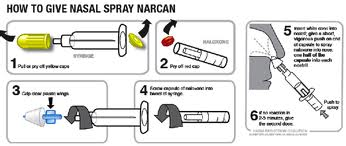 HOW TO GIVE NASAL SPRAY NARCAN
1 Pull or pry off yellow caps
SYRINGE
2 Pry off red cap
NALOXONE
3 Grip clear plastic wings.
4 Screw capsule of naloxone into
barrel of syringe.
5 Insert white cone into
nostril; give a short,
vigorous push on end
of capsule to spray
naloxone into nose:
one half of the
capsule into each
nostril.
Push to
spray.
6 If no reaction in
2-5 minutes, give
the second dose.